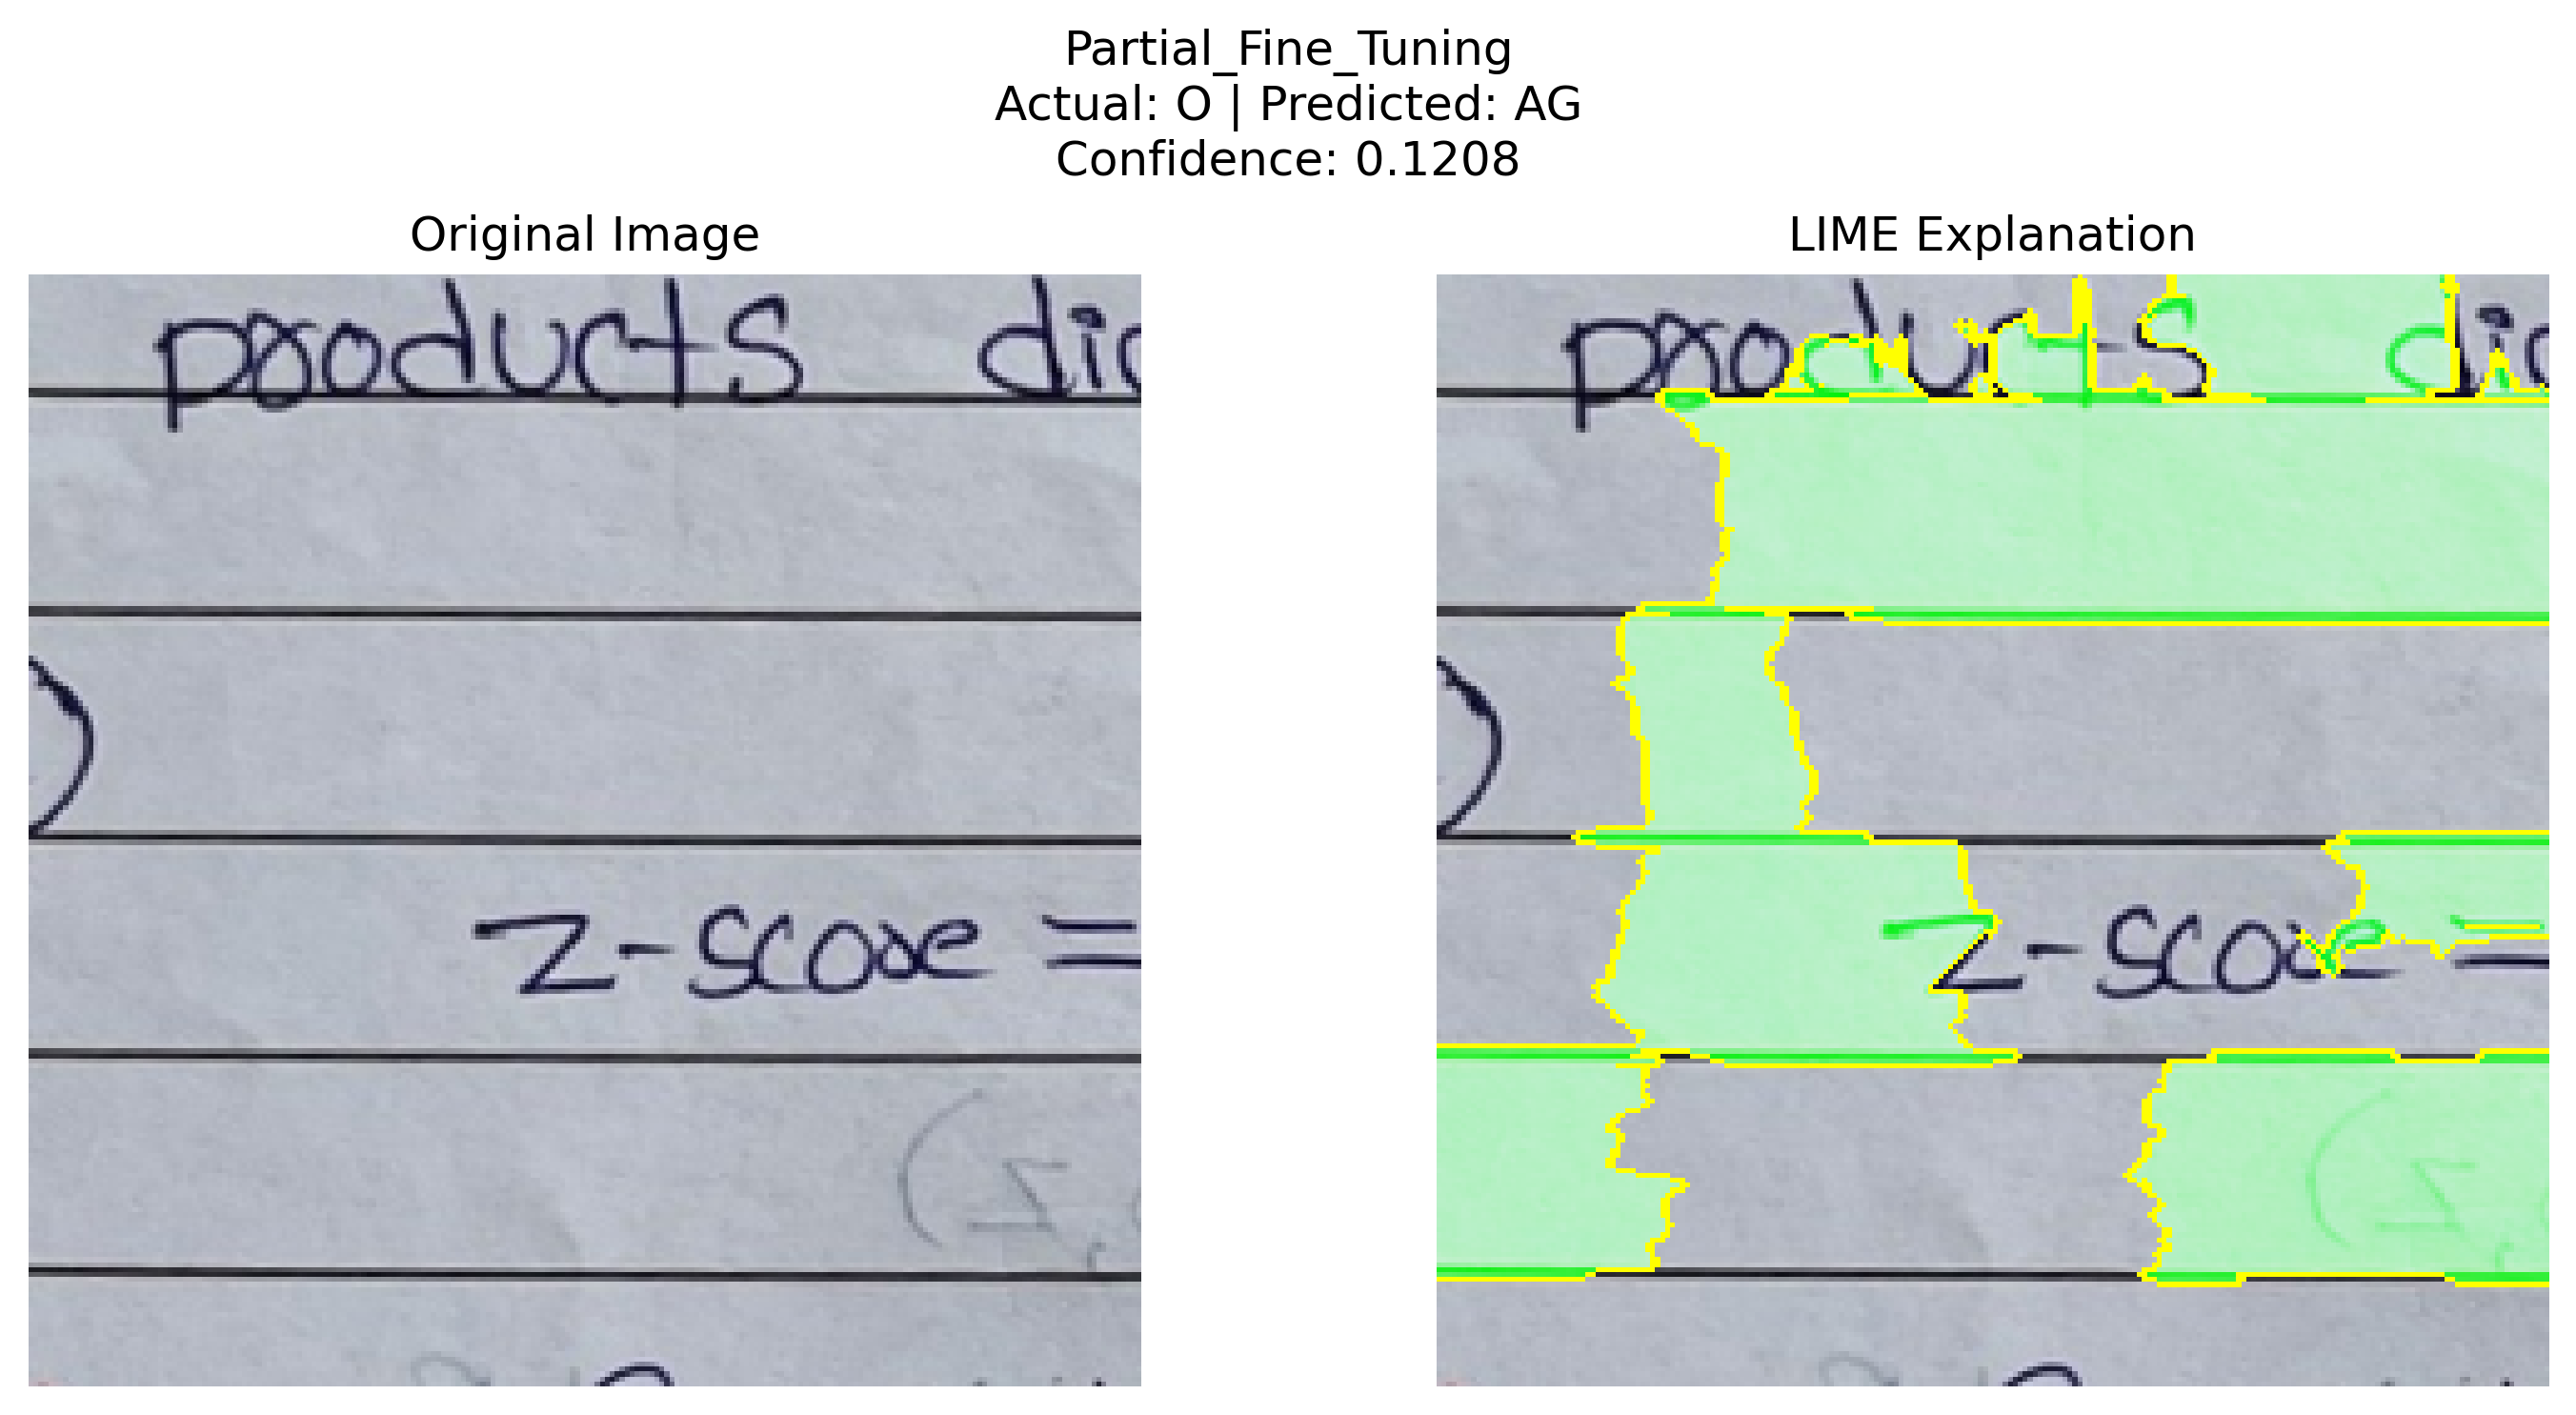 Partial_Fine_Tuning
Actual: O | Predicted: AG
Confidence: 0.1208
Original Image
LIME Explanation
products
z-score =
products
z-score =